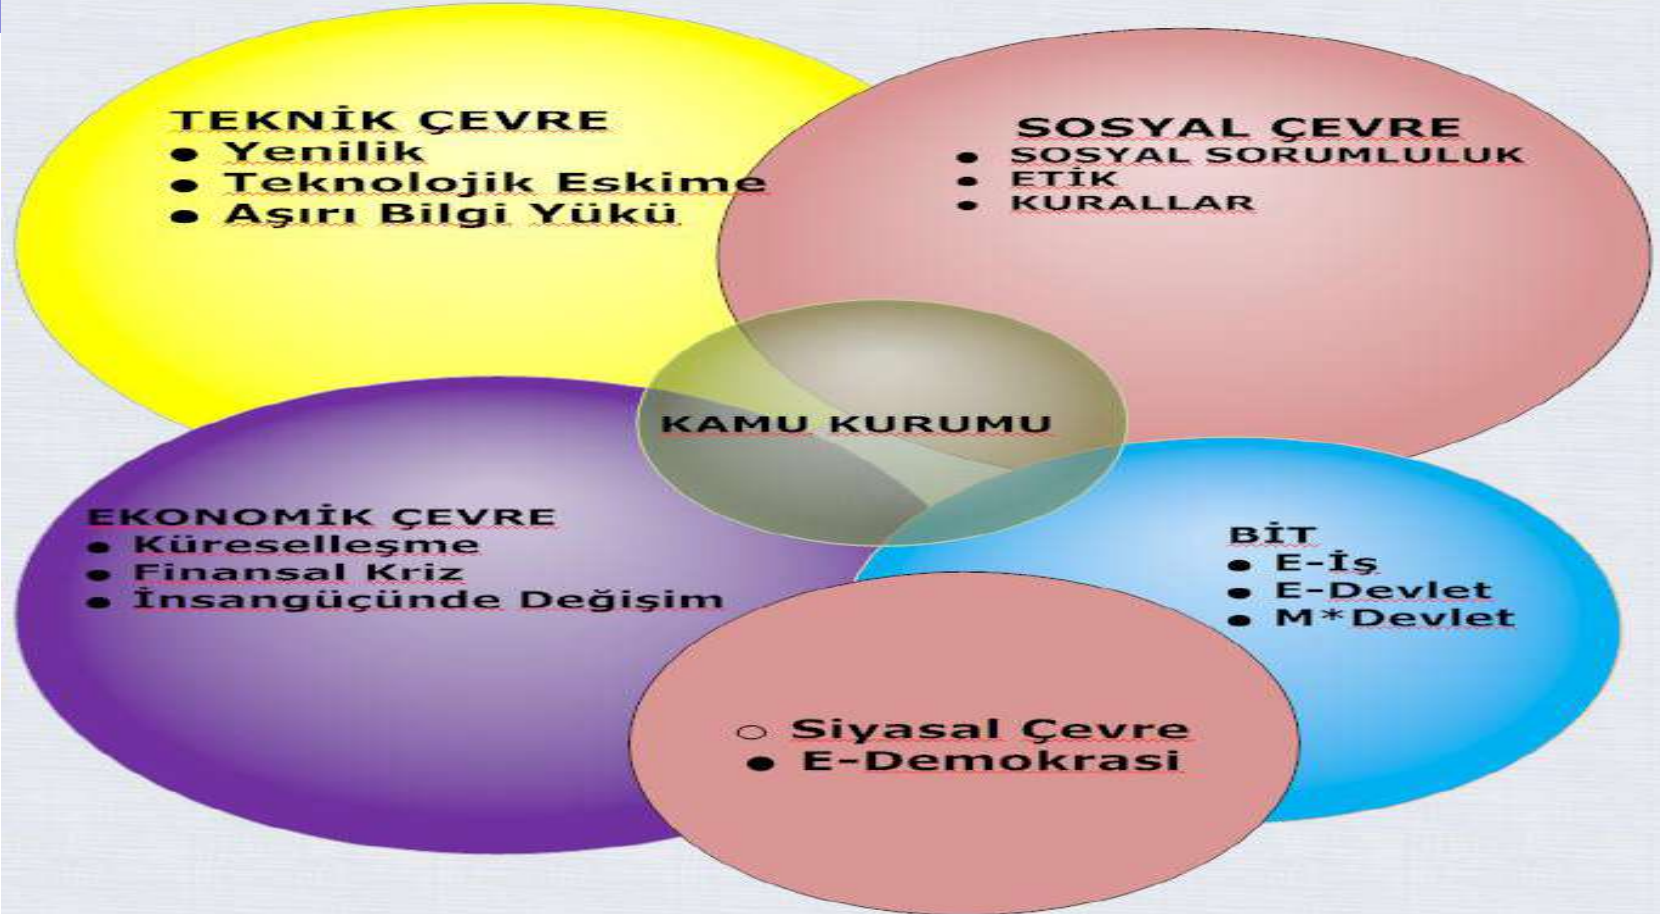 TEKNİK ÇEVRE
● Yenilik
● Teknolojik Eskime
● Aşırı Bilgi Yükü
SOSYAL ÇEVRE
● SOSYAL SORUMLULUK
● ETİK
● KURALLAR
KAMU KURUMU
EKONOMİK ÇEVRE
● Küreselleşme
● Finansal Kriz
● İnsangüçünde Değişim
BİT
● E-İş
● E-Devlet
● M*Devlet
○ Siyasal Çevre
● E-Demokrasi